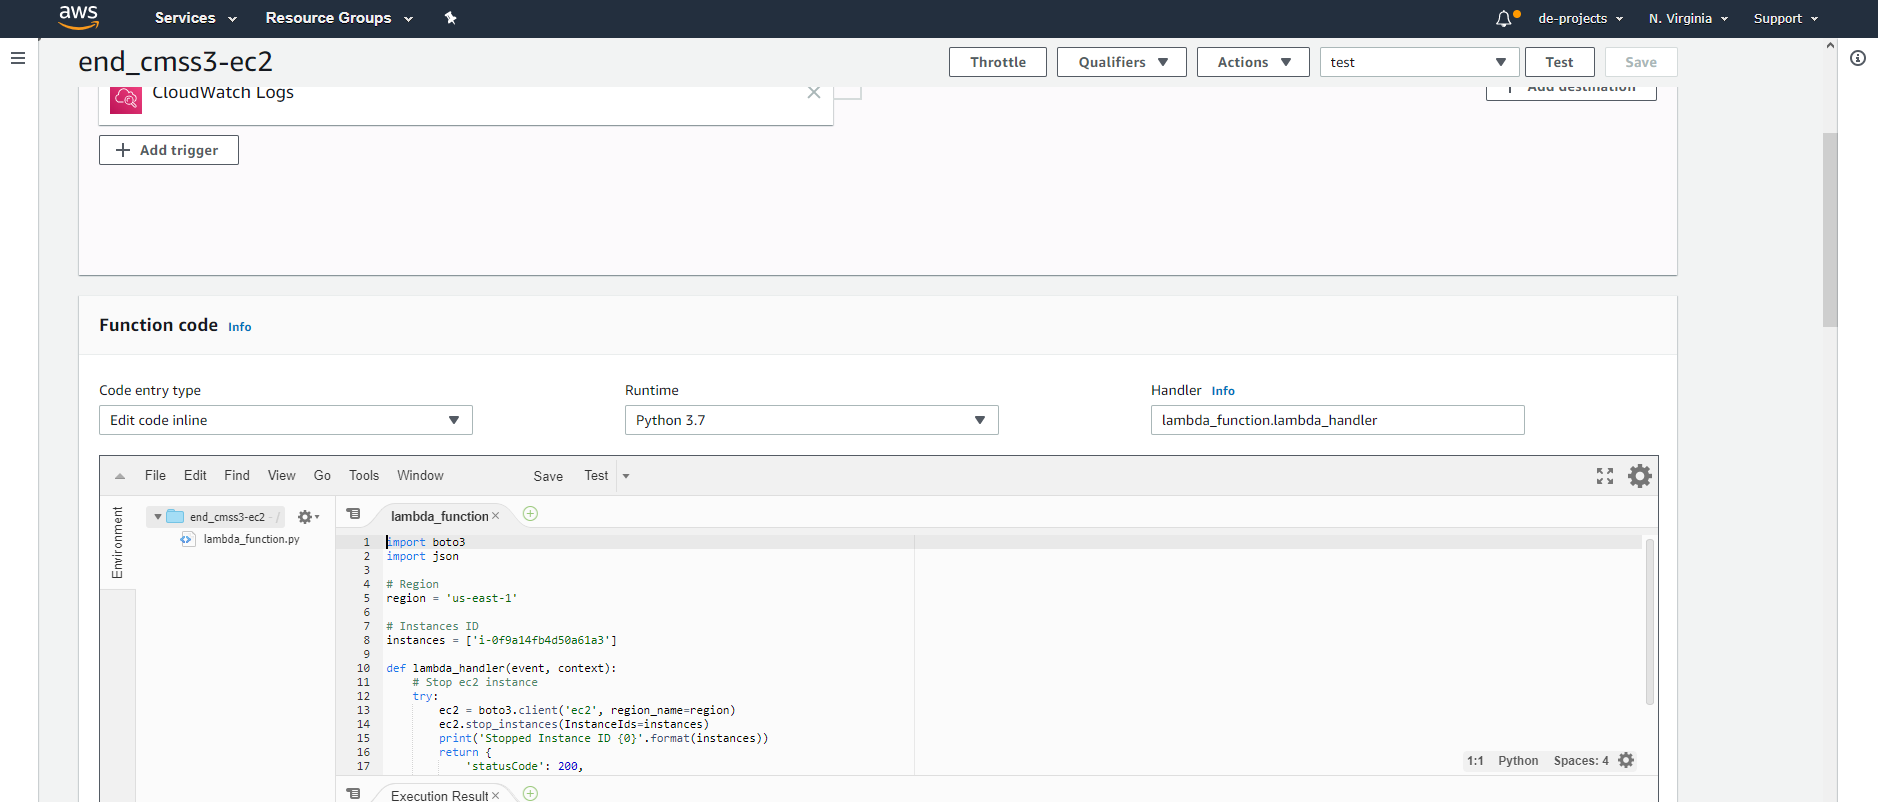 aws Services Resource Groups de-projects N. Virginia Support
end_cmss3-ec2 Throttle Qualifiers Actions test Test Save
CloudWatch Logs Add destination
Add trigger
Function code Info
Code entry type Runtime Handler Info
Edit code inline Python 3.7 lambda_function.lambda_handler
File Edit Find View Go Tools Window Save Test
Environment
end_cmss3-ec2 - /
lambda_function.py
lambda_function
1 import boto3
2 import json
3
4 # Region
5 region = 'us-east-1'
6
7 # Instances ID
8 instances = ['i-0f9a14fb4d50a61a3']
9
10 def lambda_handler(event, context):
11 # Stop ec2 instance
12 try:
13 ec2 = boto3.client('ec2', region_name=region)
14 ec2.stop_instances(InstanceIds=instances)
15 print('Stopped Instance ID {0}'.format(instances))
16 return {
17 'statusCode': 200,
1:1 Python Spaces: 4
Execution Result